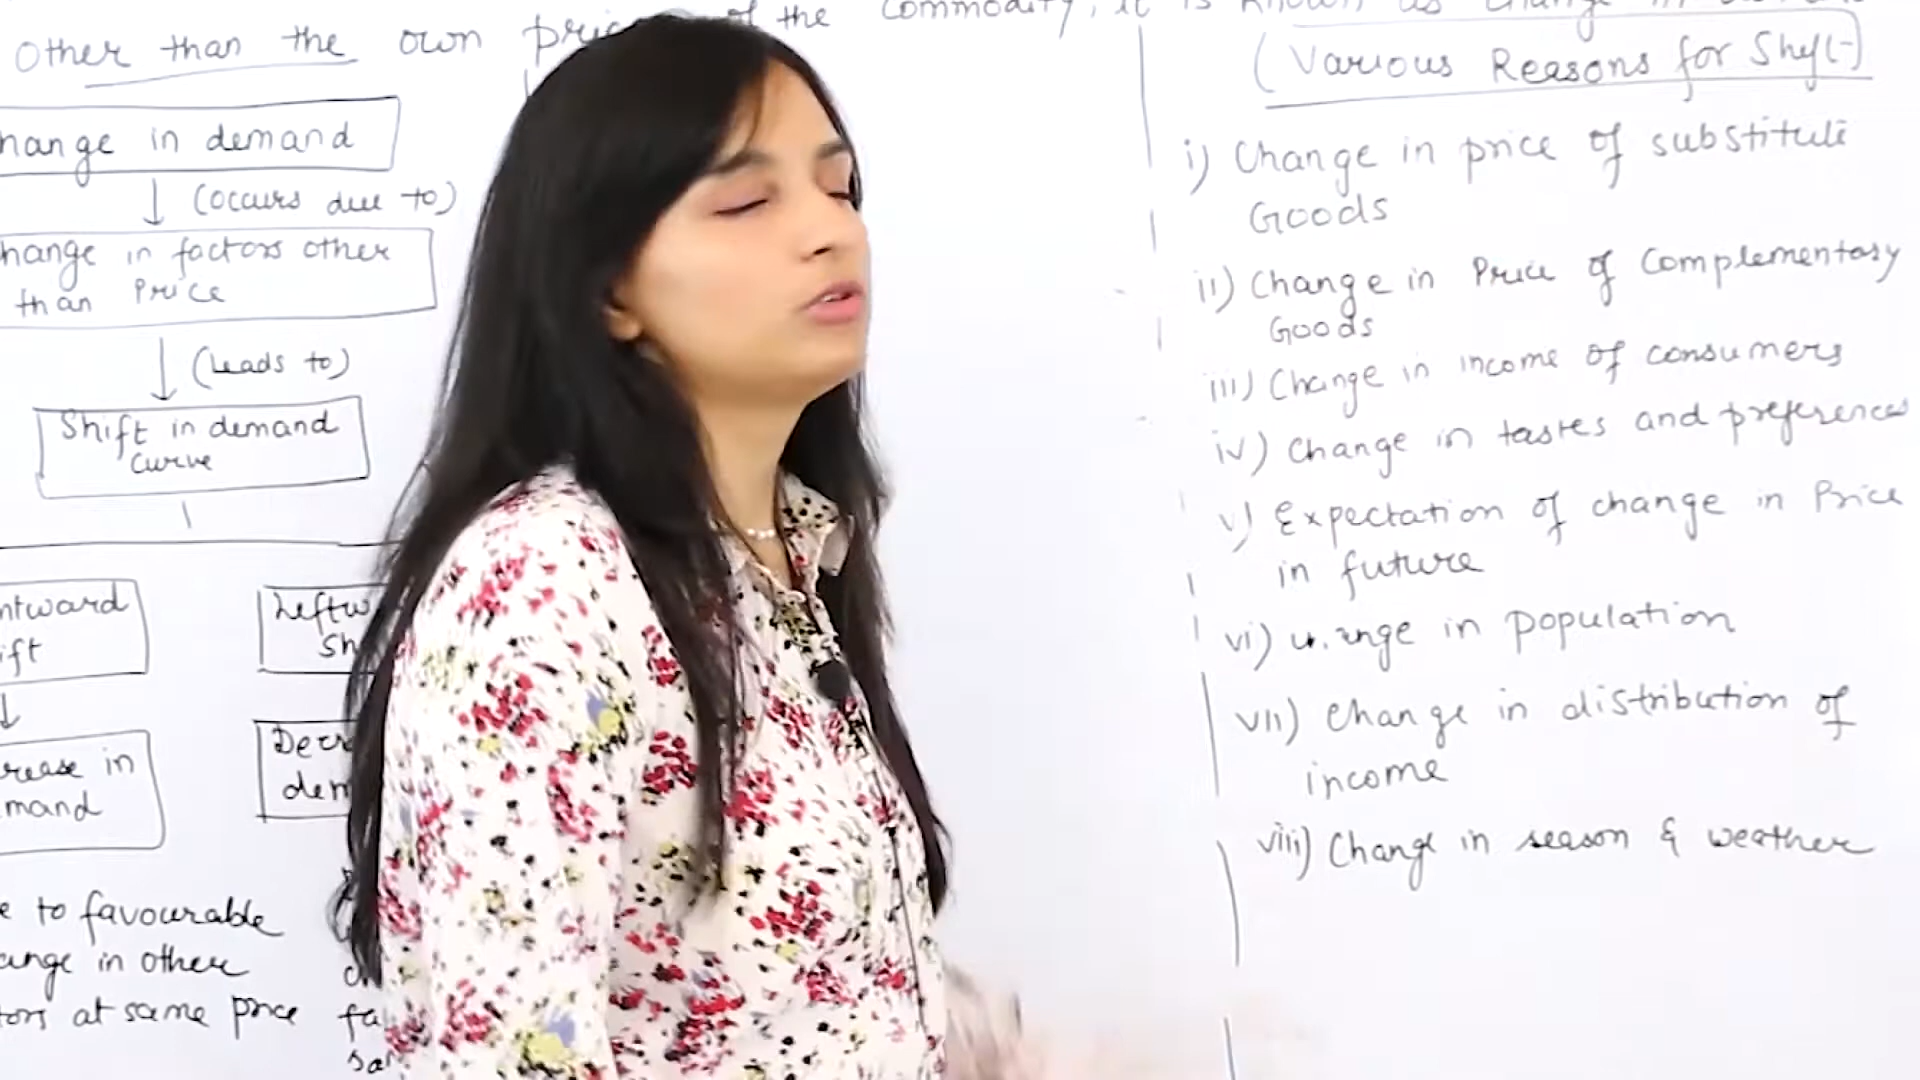 Other than the own price of the commodity, it is known as change in
(Various Reasons for Shift)
hange in demand
(occurs due to)
hange in factors other
than Price
(leads to)
Shift in demand
curve
ntward
ift
Leftw
Sh
rease in
mand
Decr
dem
e to favourable
ange in other
tors at same price
fa
sa
i) Change in price of substitute
Goods
ii) Change in Price of Complementary
Goods
iii) Change in income of consumers
iv) Change in tastes and preferences
v) Expectation of change in Price
in future
vi) nge in population
vii) Change in distribution of
income
viii) Change in season & weather